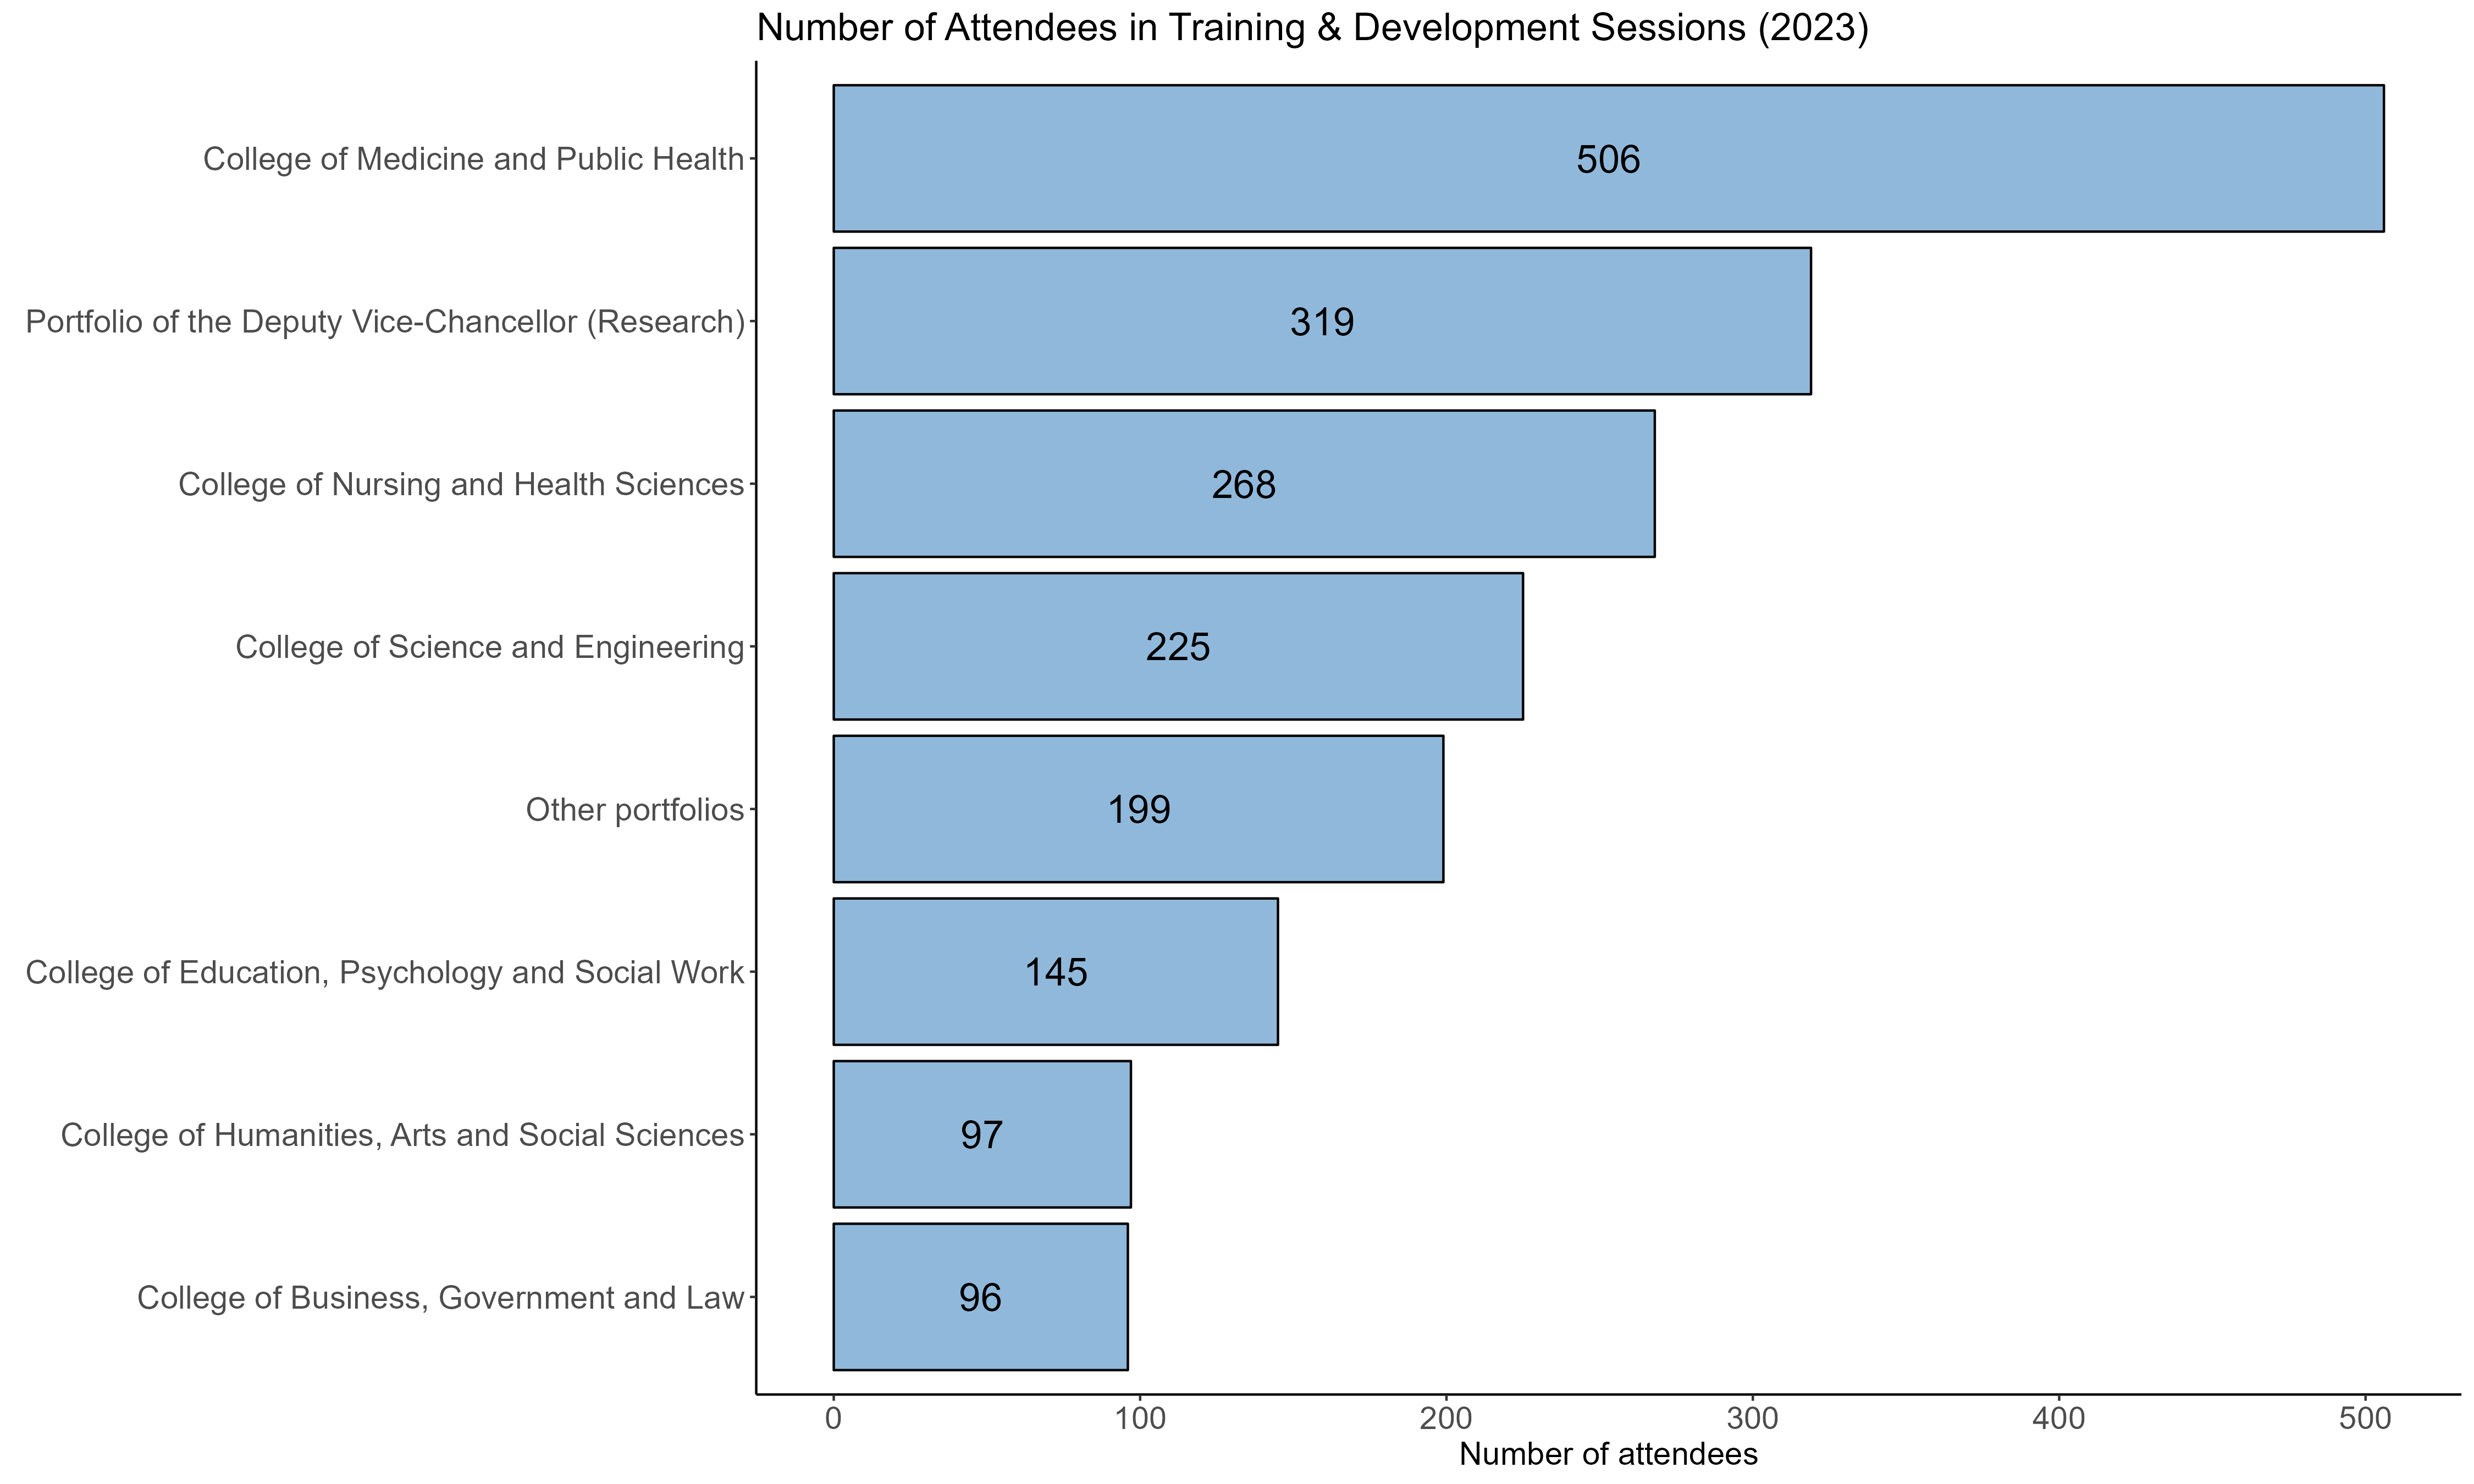 Number of Attendees in Training & Development Sessions (2023)
College of Medicine and Public Health
506
Portfolio of the Deputy Vice-Chancellor (Research)
319
College of Nursing and Health Sciences
268
College of Science and Engineering
225
Other portfolios
199
College of Education, Psychology and Social Work
145
College of Humanities, Arts and Social Sciences
97
College of Business, Government and Law
96
0 100 200 300 400 500
Number of attendees